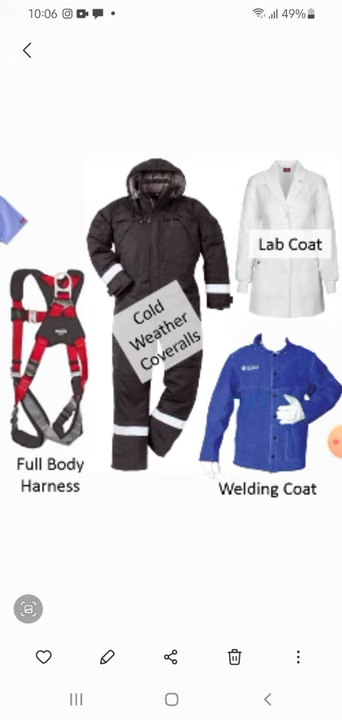 10:06
49%
Lab Coat
Cold
Weather
Coveralls
Full Body
Harness
Welding Coat